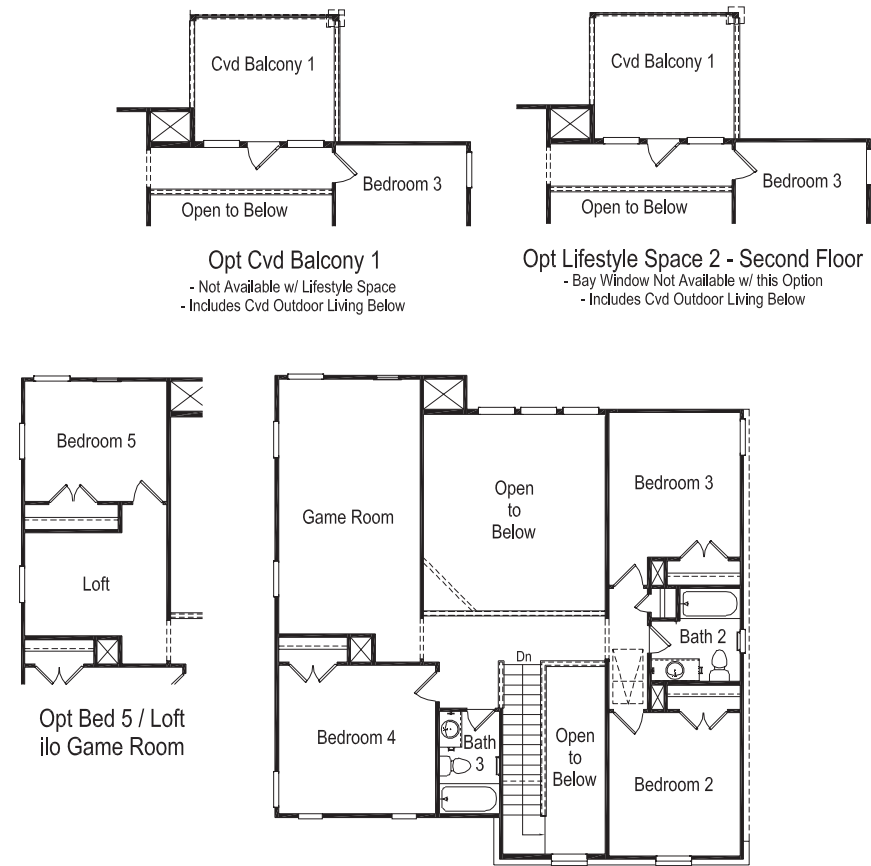 Cvd Balcony 1
Bedroom 3
Open to Below
Opt Cvd Balcony 1
- Not Available w/ Lifestyle Space
- Includes Cvd Outdoor Living Below
Cvd Balcony 1
Bedroom 3
Open to Below
Opt Lifestyle Space 2 - Second Floor
- Bay Window Not Available w/ this Option
- Includes Cvd Outdoor Living Below
Bedroom 5
Loft
Opt Bed 5 / Loft
ilo Game Room
Game Room
Open
to
Below
Bedroom 3
Bath 2
Dn
Bedroom 4
Bath
3
Open
to
Below
Bedroom 2